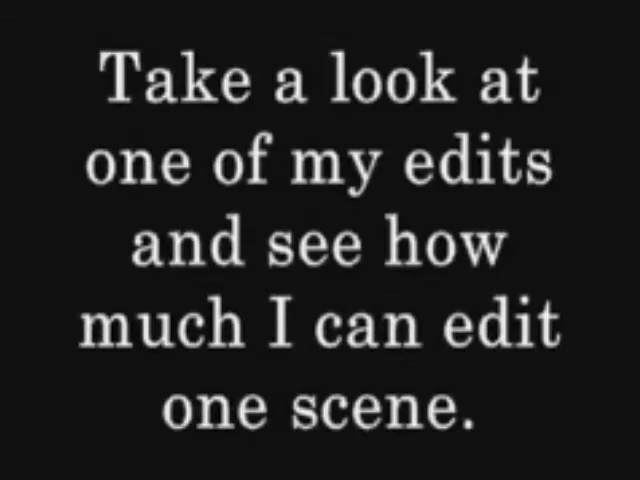 Take a look at
one of my edits
and see how
much I can edit
one scene.